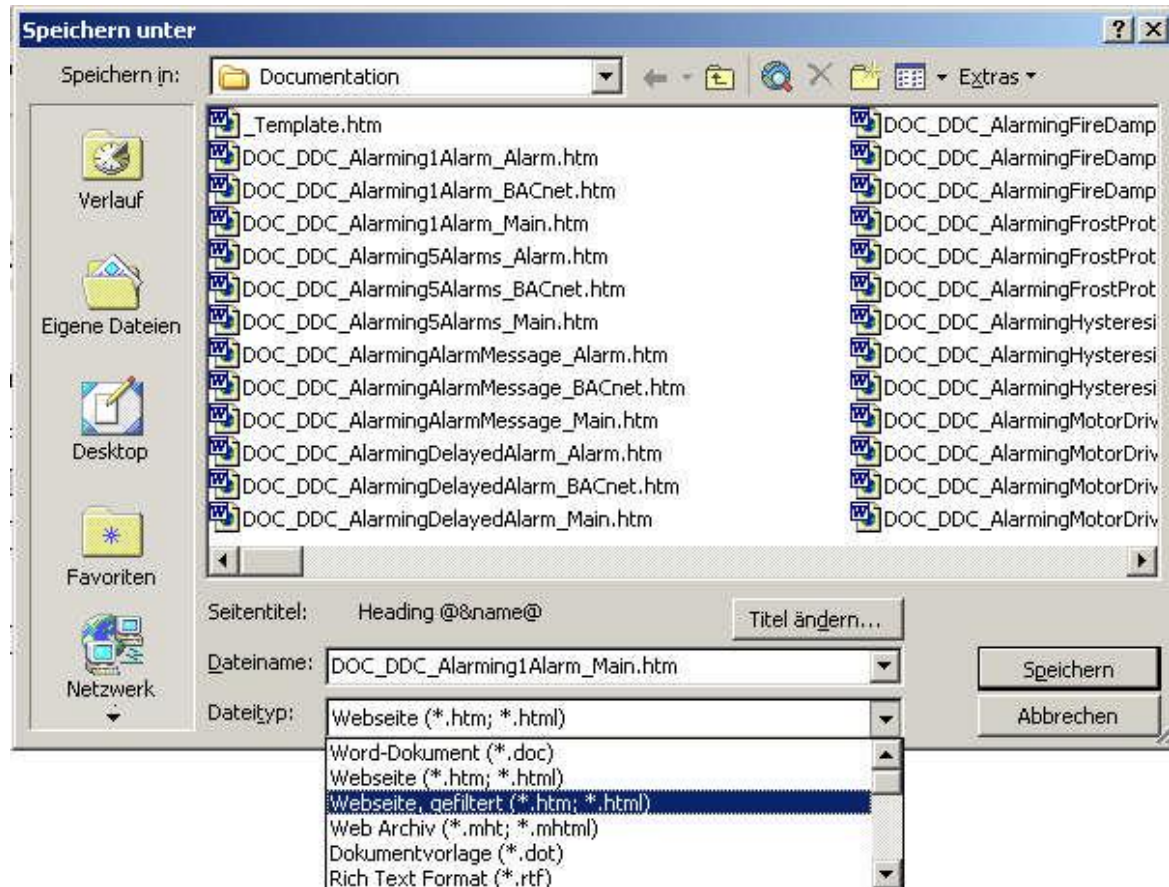 Speichern unter
Speichern in:
Documentation
Extras
Verlauf
Eigene Dateien
Desktop
Favoriten
Netzwerk
_Template.htm
DOC_DDC_Alarming1Alarm_Alarm.htm
DOC_DDC_Alarming1Alarm_BACnet.htm
DOC_DDC_Alarming1Alarm_Main.htm
DOC_DDC_Alarming5Alarms_Alarm.htm
DOC_DDC_Alarming5Alarms_BACnet.htm
DOC_DDC_Alarming5Alarms_Main.htm
DOC_DDC_AlarmingAlarmMessage_Alarm.htm
DOC_DDC_AlarmingAlarmMessage_BACnet.htm
DOC_DDC_AlarmingAlarmMessage_Main.htm
DOC_DDC_AlarmingDelayedAlarm_Alarm.htm
DOC_DDC_AlarmingDelayedAlarm_BACnet.htm
DOC_DDC_AlarmingDelayedAlarm_Main.htm
DOC_DDC_AlarmingFireDamp
DOC_DDC_AlarmingFireDamp
DOC_DDC_AlarmingFireDamp
DOC_DDC_AlarmingFrostProt
DOC_DDC_AlarmingFrostProt
DOC_DDC_AlarmingFrostProt
DOC_DDC_AlarmingHysteresi
DOC_DDC_AlarmingHysteresi
DOC_DDC_AlarmingHysteresi
DOC_DDC_AlarmingMotorDriv
DOC_DDC_AlarmingMotorDriv
DOC_DDC_AlarmingMotorDriv
DOC_DDC_AlarmingMotorDriv
Seitentitel: Heading @&name@
Titel ändern...
Dateiname: DOC_DDC_Alarming1Alarm_Main.htm
Speichern
Dateityp: Webseite (*.htm; *.html)
Abbrechen
Word-Dokument (*.doc)
Webseite (*.htm; *.html)
Webseite, gefiltert (*.htm; *.html)
Web Archiv (*.mht; *.mhtml)
Dokumentvorlage (*.dot)
Rich Text Format (*.rtf)